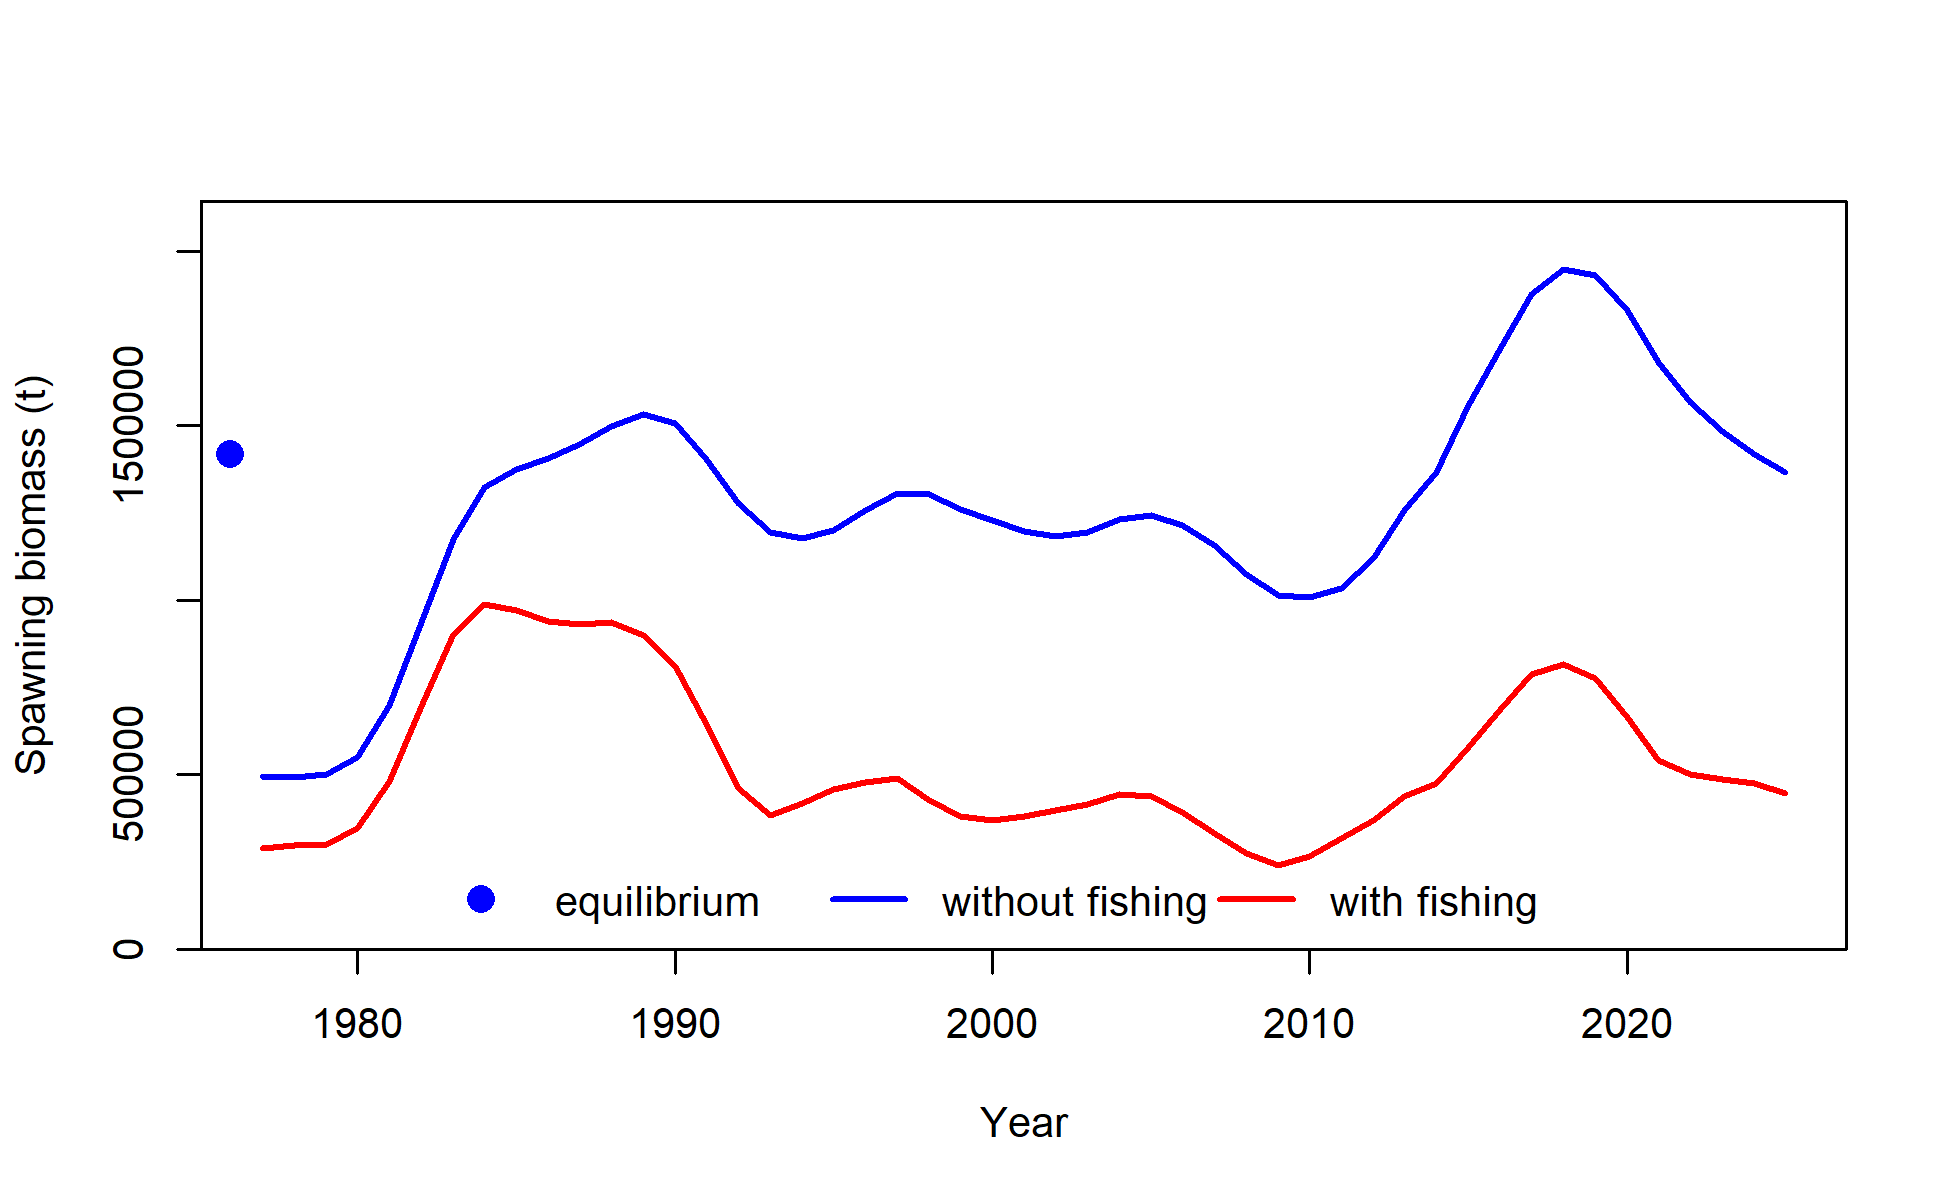 Spawning biomass (t)
1500000
500000
0
equilibrium without fishing with fishing
1980 1990 2000 2010 2020
Year